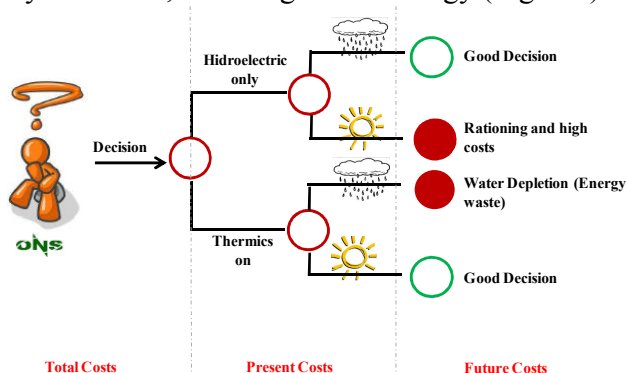 Hidroelectric
only
Good Decision
Decision
Rationing and high
costs
Water Depletion (Energy
waste)
Thermics
on
Good Decision
ONS
Total Costs
Present Costs
Future Costs